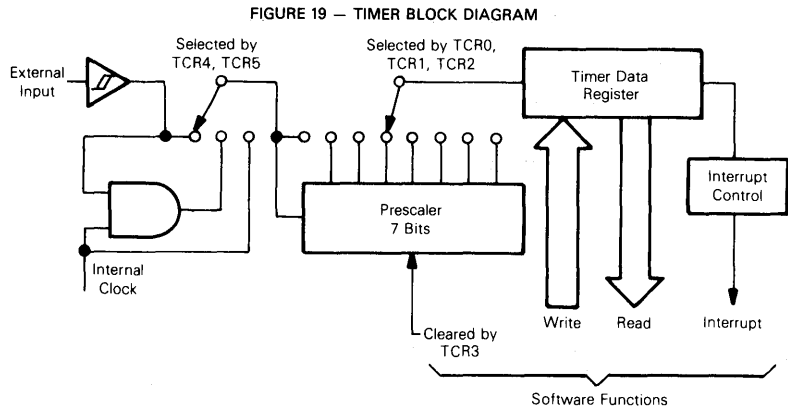 FIGURE 19 — TIMER BLOCK DIAGRAM
Selected by
TCR4, TCR5
Selected by TCR0,
TCR1, TCR2
External
Input
Timer Data
Register
Interrupt
Control
Prescaler
7 Bits
Internal
Clock
Cleared by
TCR3
Write
Read
Interrupt
Software Functions